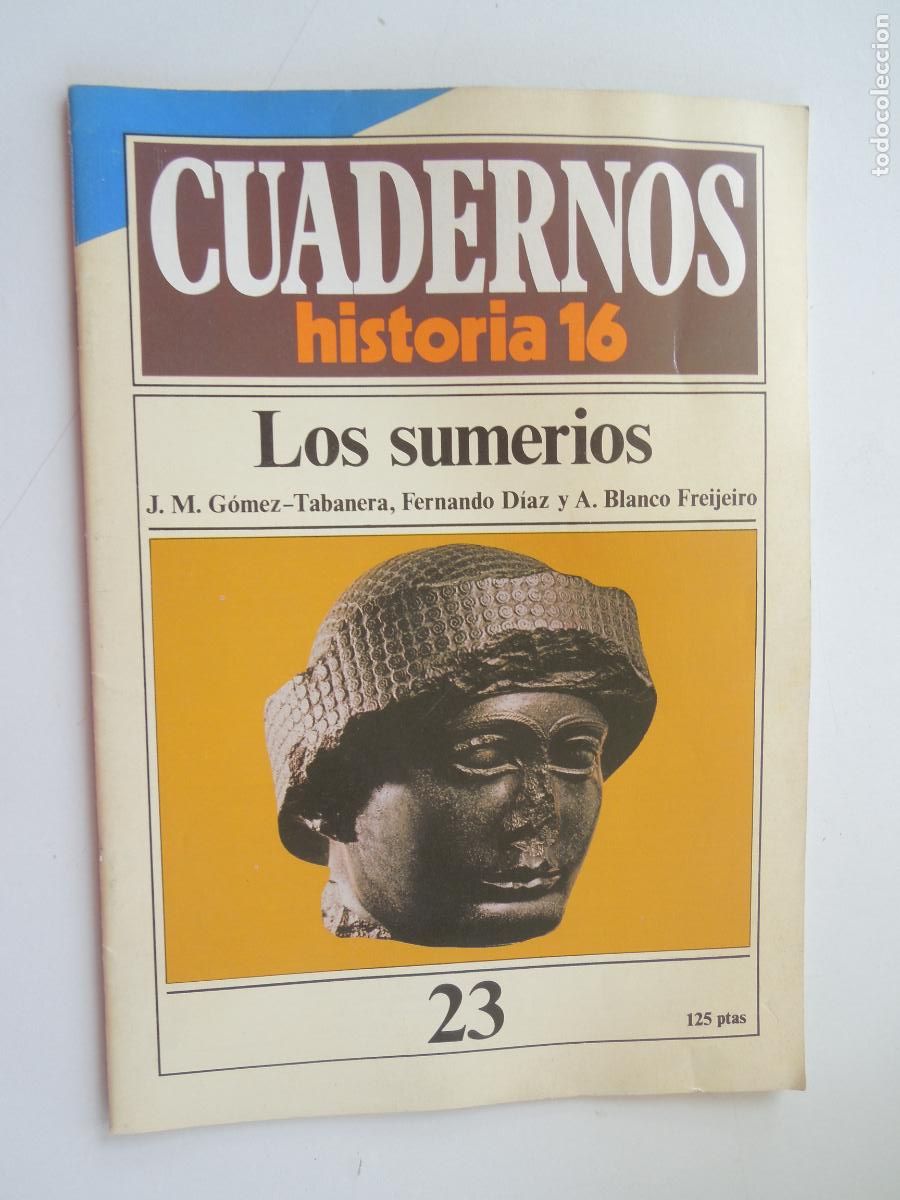 CUADERNOS
historia 16
Los sumerios
J. M. Gómez-Tabanera, Fernando Díaz y A. Blanco Freijeiro
23
125 ptas
todocoleccion